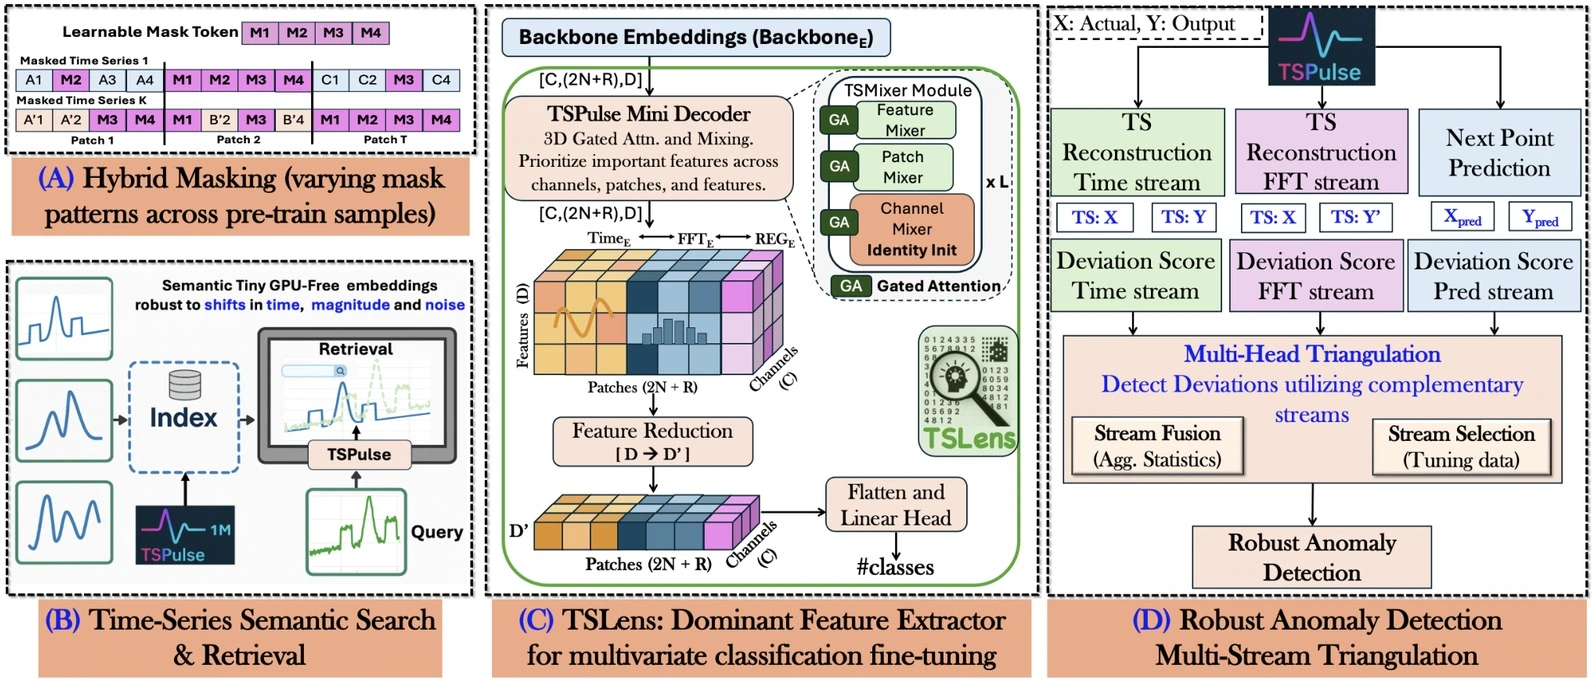 Learnable Mask Token M1 M2 M3 M4
Masked Time Series 1
A1 M2 A3 A4 M1 M2 M3 M4 C1 C2 M3 C4
Masked Time Series K
A'1 A'2 M3 M4 M1 B'2 M3 B'4 M1 M2 M3 M4
Patch 1 Patch 2 Patch T
(A) Hybrid Masking (varying mask
patterns across pre-train samples)
Semantic Tiny GPU-Free embeddings
robust to shifts in time, magnitude and noise
Retrieval
Index
TSPulse
1M
TSPulse
Query
(B) Time-Series Semantic Search
& Retrieval
Backbone Embeddings (BackboneE)
[C,(2N+R),D]
TSPulse Mini Decoder
3D Gated Attn. and Mixing.
Prioritize important features across
channels, patches, and features.
[C,(2N+R),D]
TSMixer Module
GA Feature
Mixer
GA Patch
Mixer
GA Channel
Mixer
Identity Init
x L
GA Gated Attention
TimeE FFTE REGE
Features (D)
Patches (2N + R)
Channels
(C)
Feature Reduction
[ D → D' ]
D'
Patches (2N + R)
Channels
(C)
Flatten and
Linear Head
#classes
TSLens
(C) TSLens: Dominant Feature Extractor
for multivariate classification fine-tuning
X: Actual, Y: Output
TSPulse
TS
Reconstruction
Time stream
TS
Reconstruction
FFT stream
Next Point
Prediction
TS: X TS: Y TS: X TS: Y' Xpred Ypred
Deviation Score
Time stream
Deviation Score
FFT stream
Deviation Score
Pred stream
Multi-Head Triangulation
Detect Deviations utilizing complementary
streams
Stream Fusion
(Agg. Statistics)
Stream Selection
(Tuning data)
Robust Anomaly
Detection
(D) Robust Anomaly Detection
Multi-Stream Triangulation